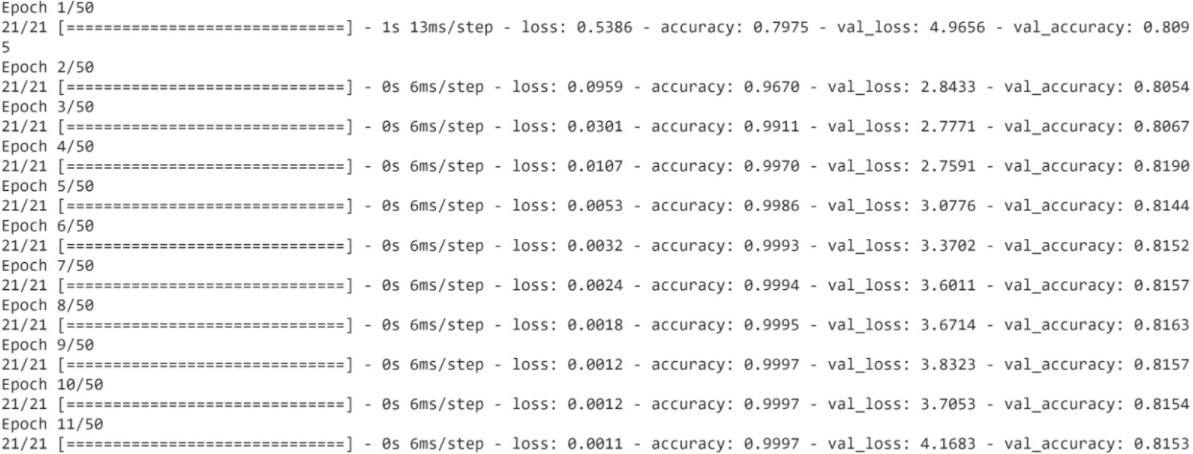 Epoch 1/50
21/21 [==============================] - 1s 13ms/step - loss: 0.5386 - accuracy: 0.7975 - val_loss: 4.9656 - val_accuracy: 0.809
5
Epoch 2/50
21/21 [==============================] - 0s 6ms/step - loss: 0.0959 - accuracy: 0.9670 - val_loss: 2.8433 - val_accuracy: 0.8054
Epoch 3/50
21/21 [==============================] - 0s 6ms/step - loss: 0.0301 - accuracy: 0.9911 - val_loss: 2.7771 - val_accuracy: 0.8067
Epoch 4/50
21/21 [==============================] - 0s 6ms/step - loss: 0.0107 - accuracy: 0.9970 - val_loss: 2.7591 - val_accuracy: 0.8190
Epoch 5/50
21/21 [==============================] - 0s 6ms/step - loss: 0.0053 - accuracy: 0.9986 - val_loss: 3.0776 - val_accuracy: 0.8144
Epoch 6/50
21/21 [==============================] - 0s 6ms/step - loss: 0.0032 - accuracy: 0.9993 - val_loss: 3.3702 - val_accuracy: 0.8152
Epoch 7/50
21/21 [==============================] - 0s 6ms/step - loss: 0.0024 - accuracy: 0.9994 - val_loss: 3.6011 - val_accuracy: 0.8157
Epoch 8/50
21/21 [==============================] - 0s 6ms/step - loss: 0.0018 - accuracy: 0.9995 - val_loss: 3.6714 - val_accuracy: 0.8163
Epoch 9/50
21/21 [==============================] - 0s 6ms/step - loss: 0.0012 - accuracy: 0.9997 - val_loss: 3.8323 - val_accuracy: 0.8157
Epoch 10/50
21/21 [==============================] - 0s 6ms/step - loss: 0.0012 - accuracy: 0.9997 - val_loss: 3.7053 - val_accuracy: 0.8154
Epoch 11/50
21/21 [==============================] - 0s 6ms/step - loss: 0.0011 - accuracy: 0.9997 - val_loss: 4.1683 - val_accuracy: 0.8153